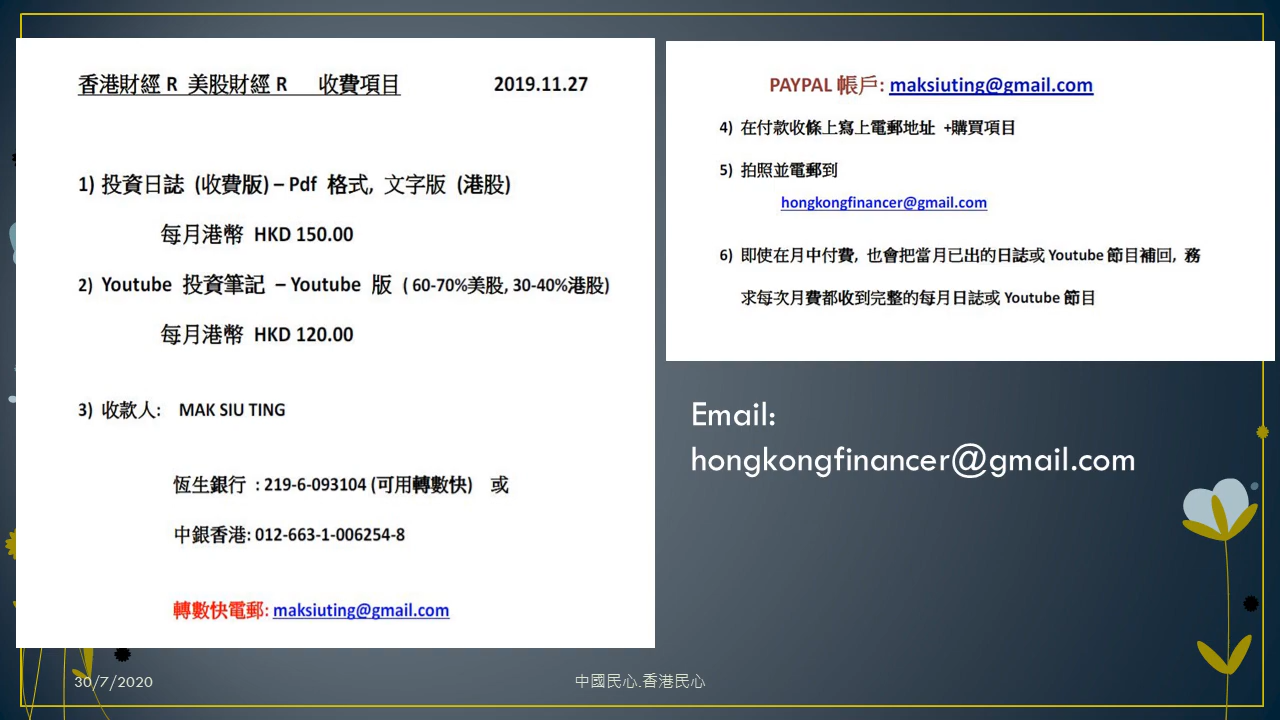 香港財經 R 美股財經 R 收費項目 2019.11.27
1) 投資日誌 (收費版) – Pdf 格式, 文字版 (港股)
每月港幣 HKD 150.00
2) Youtube 投資筆記 – Youtube 版 ( 60-70%美股, 30-40%港股)
每月港幣 HKD 120.00
3) 收款人: MAK SIU TING
恆生銀行 : 219-6-093104 (可用轉數快) 或
中銀香港: 012-663-1-006254-8
轉數快電郵: maksiuting@gmail.com
PAYPAL 帳戶: maksiuting@gmail.com
4) 在付款收條上寫上電郵地址 +購買項目
5) 拍照並電郵到
hongkongfinancer@gmail.com
6) 即使在月中付費, 也會把當月已出的日誌或 Youtube 節目補回, 務
求每次月費都收到完整的每月日誌或 Youtube 節目
Email:
hongkongfinancer@gmail.com
30/7/2020
中國民心.香港民心